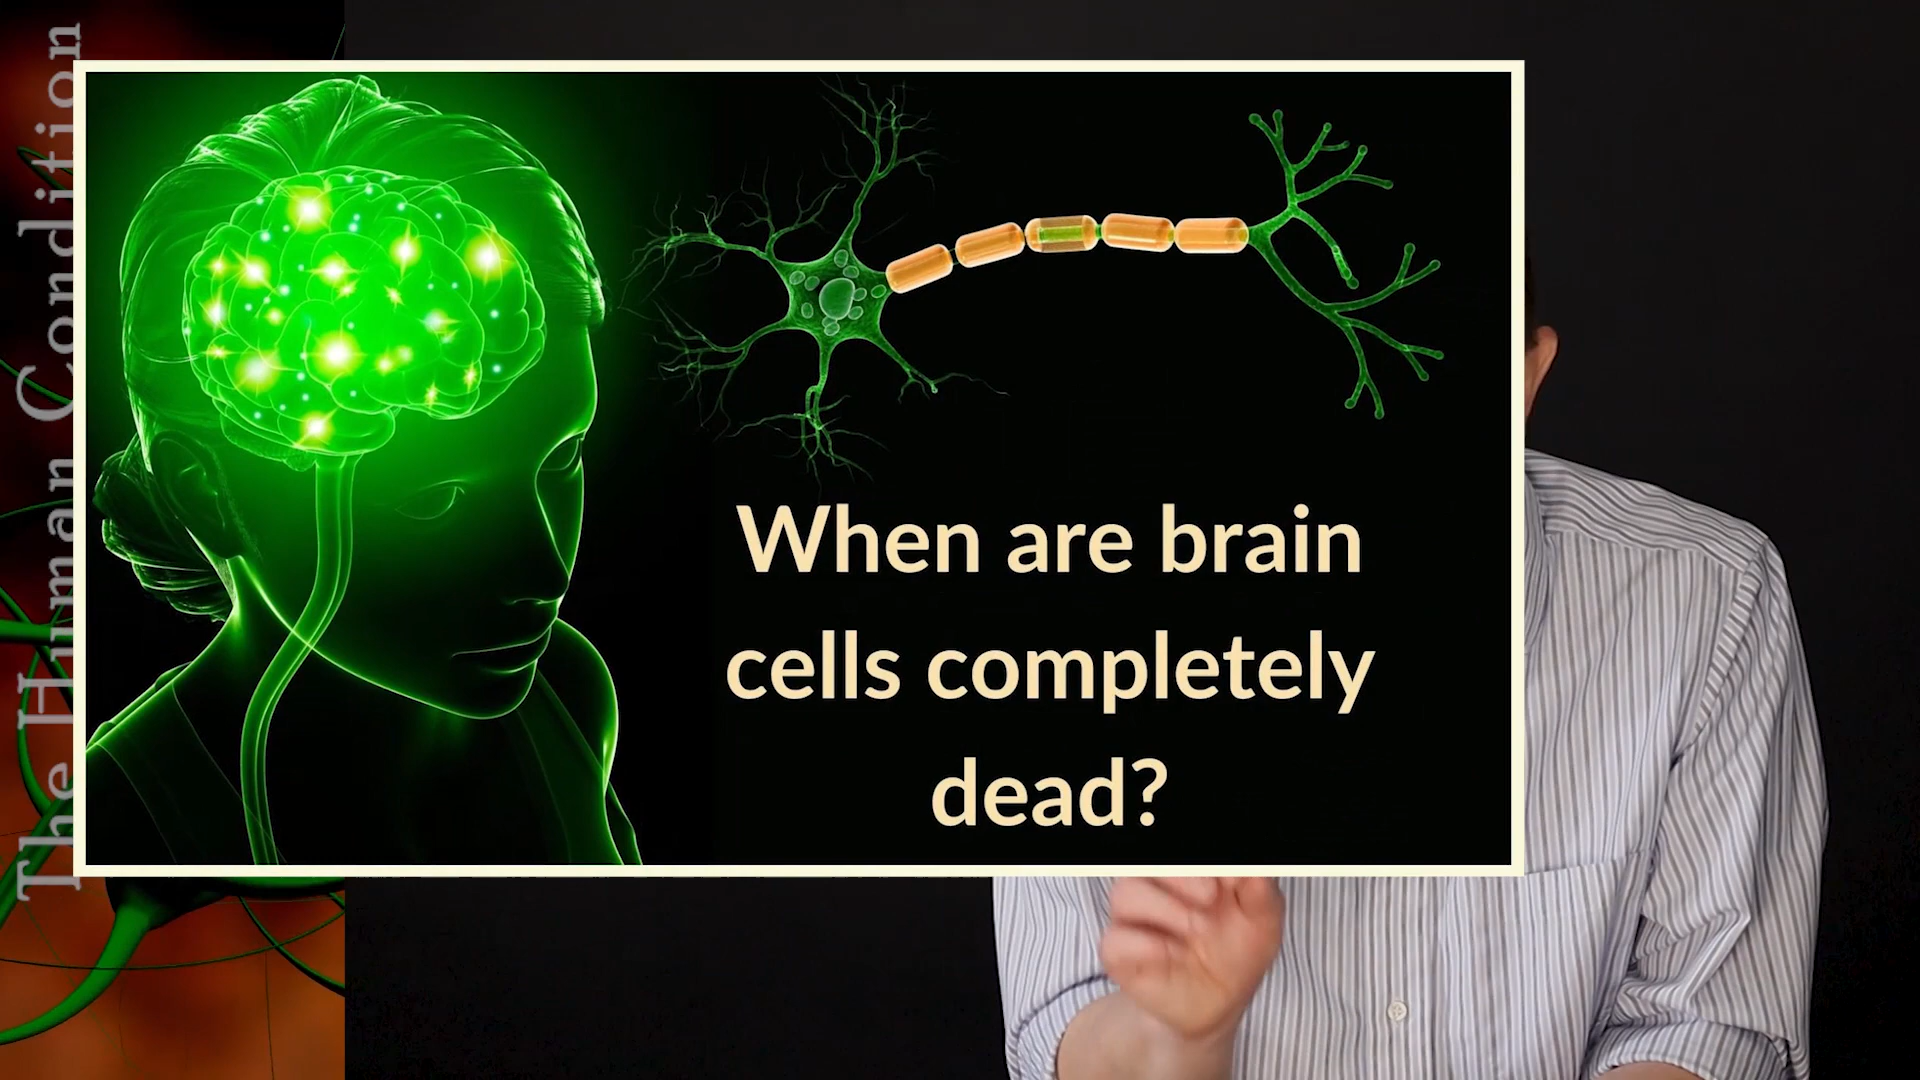 The Human Condition
When are brain
cells completely
dead?